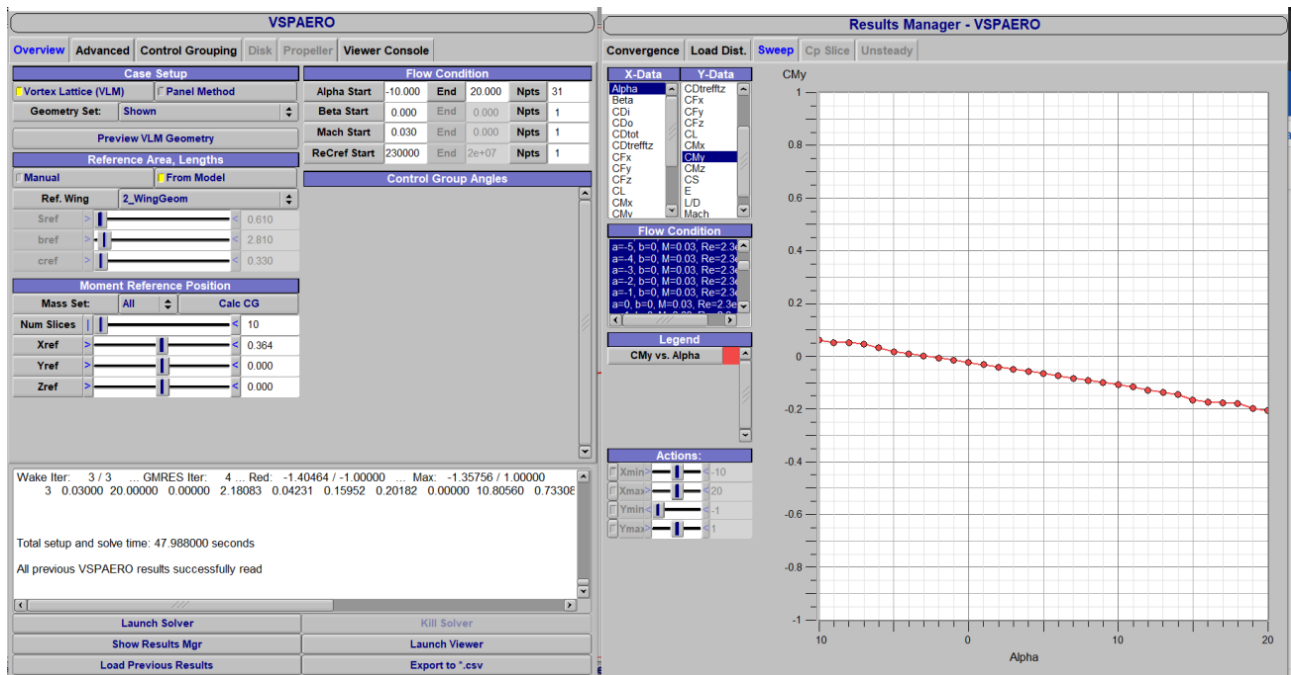 VSPAERO
Overview Advanced Control Grouping Disk Propeller Viewer Console
Case Setup
Vortex Lattice (VLM) Panel Method
Geometry Set: Shown
Preview VLM Geometry
Reference Area, Lengths
Manual From Model
Ref. Wing 2_WingGeom
Sref > < 0.610
bref > < 2.810
cref > < 0.330
Moment Reference Position
Mass Set: All Calc CG
Num Slices | < 10
Xref > < 0.364
Yref > < 0.000
Zref > < 0.000
Flow Condition
Alpha Start -10.000 End 20.000 Npts 31
Beta Start 0.000 End 0.000 Npts 1
Mach Start 0.030 End 0.000 Npts 1
ReCref Start 230000 End 2e+07 Npts 1
Control Group Angles
Wake Iter: 3 / 3 ... GMRES Iter: 4 ... Red: -1.40464 / -1.00000 ... Max: -1.35756 / 1.00000
3 0.03000 20.00000 0.00000 2.18083 0.04231 0.15952 0.20182 0.00000 10.80560 0.73308
Total setup and solve time: 47.988000 seconds
All previous VSPAERO results successfully read
Launch Solver Kill Solver
Show Results Mgr Launch Viewer
Load Previous Results Export to *.csv
Results Manager - VSPAERO
Convergence Load Dist. Sweep Cp Slice Unsteady
X-Data
Alpha
Beta
CDi
CDo
CDtot
CDtrefftz
CFx
CFy
CFz
CL
CMx
CMy
Y-Data
CDtrefftz
CFx
CFy
CFz
CL
CMx
CMy
CMz
CS
E
L/D
Mach
Flow Condition
a=-5, b=0, M=0.03, Re=2.3e
a=-4, b=0, M=0.03, Re=2.3e
a=-3, b=0, M=0.03, Re=2.3e
a=-2, b=0, M=0.03, Re=2.3e
a=-1, b=0, M=0.03, Re=2.3e
a=0, b=0, M=0.03, Re=2.3e
Legend
CMy vs. Alpha
Actions:
Xmin > < -10
Xmax > < 20
Ymin < < -1
Ymax > < 1
CMy
1
0.8
0.6
0.4
0.2
0
-0.2
-0.4
-0.6
-0.8
-1
10 0 10 20
Alpha